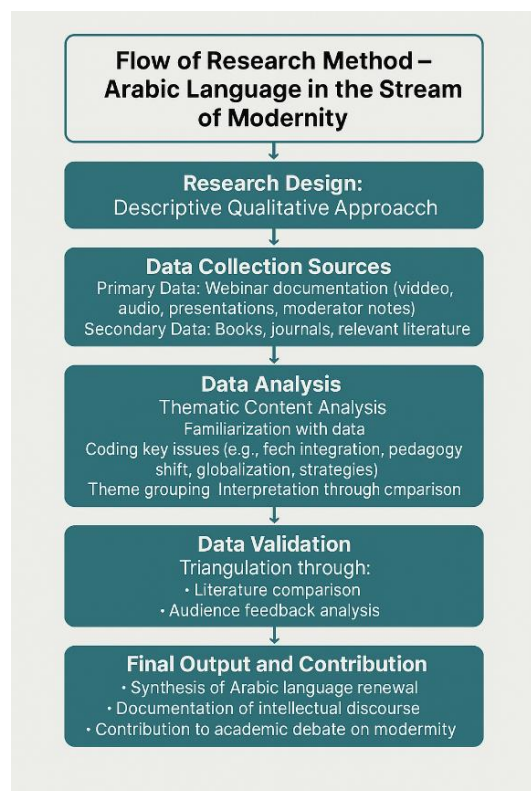 Flow of Research Method –
Arabic Language in the Stream
of Modernity
Research Design:
Descriptive Qualitative Approacch
Data Collection Sources
Primary Data: Webinar documentation (viddeo,
audio, presentations, moderator notes)
Secondary Data: Books, journals, relevant literature
Data Analysis
Thematic Content Analysis
Familiarization with data
Coding key issues (e.g., fech integration, pedagogy
shift, globalization, strategies)
Theme grouping Interpretation through cmparison
Data Validation
Triangulation through:
• Literature comparison
• Audience feedback analysis
Final Output and Contribution
• Synthesis of Arabic language renewal
• Documentation of intellectual discourse
• Contribution to academic debate on modermity